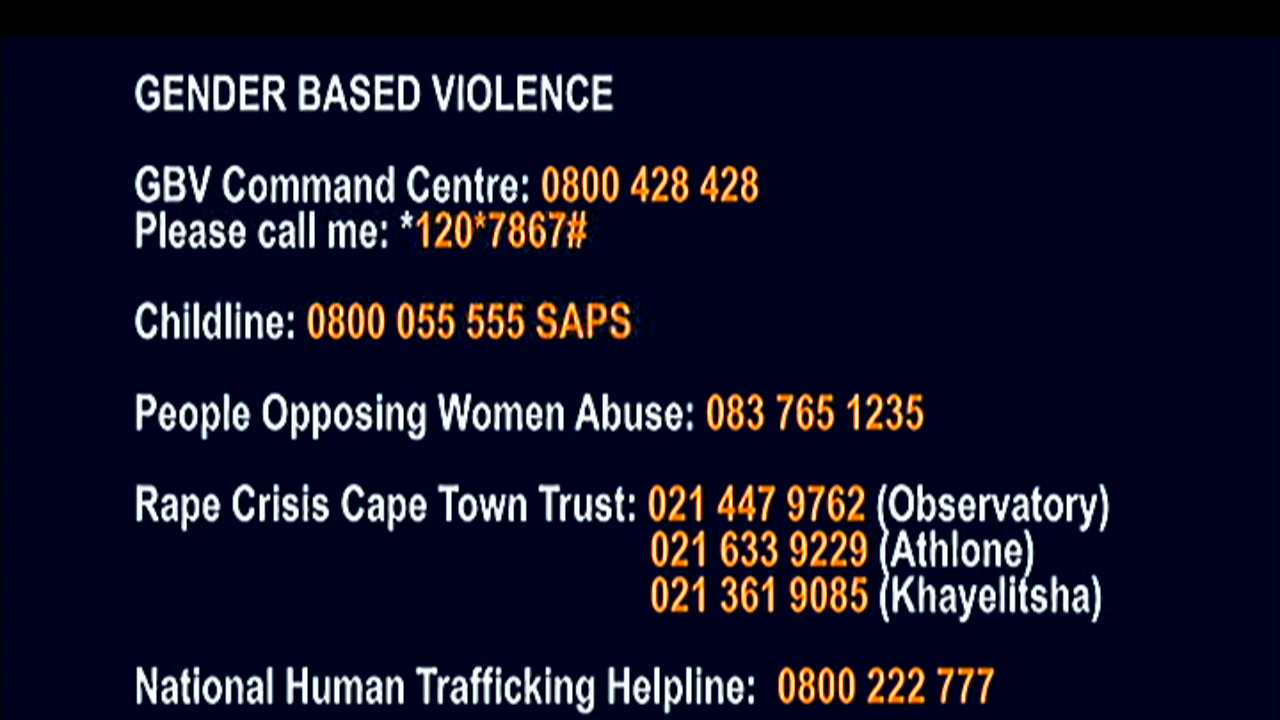 GENDER BASED VIOLENCE
GBV Command Centre: 0800 428 428
Please call me: *120*7867#
Childline: 0800 055 555 SAPS
People Opposing Women Abuse: 083 765 1235
Rape Crisis Cape Town Trust: 021 447 9762 (Observatory)
021 633 9229 (Athlone)
021 361 9085 (Khayelitsha)
National Human Trafficking Helpline: 0800 222 777